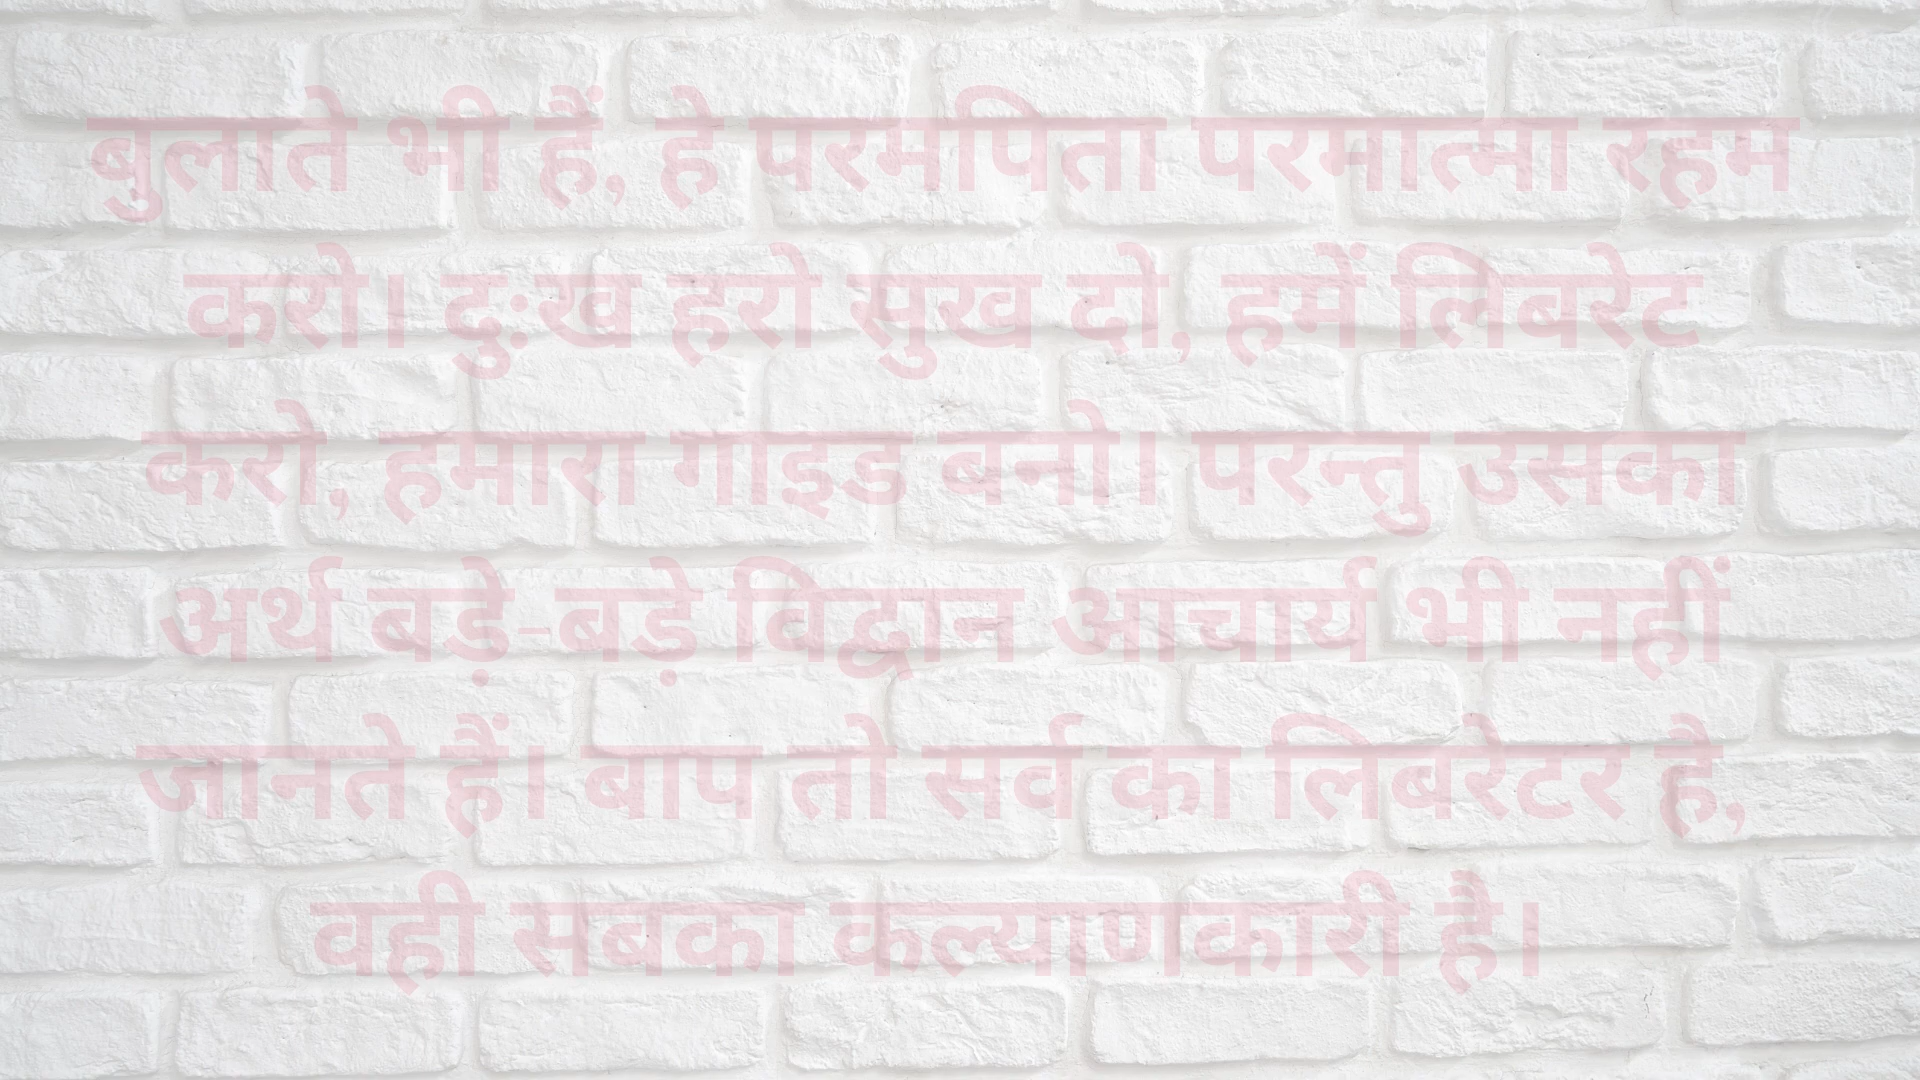 बुलाते भी हैं, हे परमपिता परमात्मा रहम
करो। दुःख हरो सुख दो, हमें लिबरेट
करो, हमारा गाइड बनो। परन्तु उसका
अर्थ बड़े-बड़े विद्वान आचार्य भी नहीं
जानते हैं। बाप तो सर्व का लिबरेटर है,
वही सबका कल्याणकारी है।